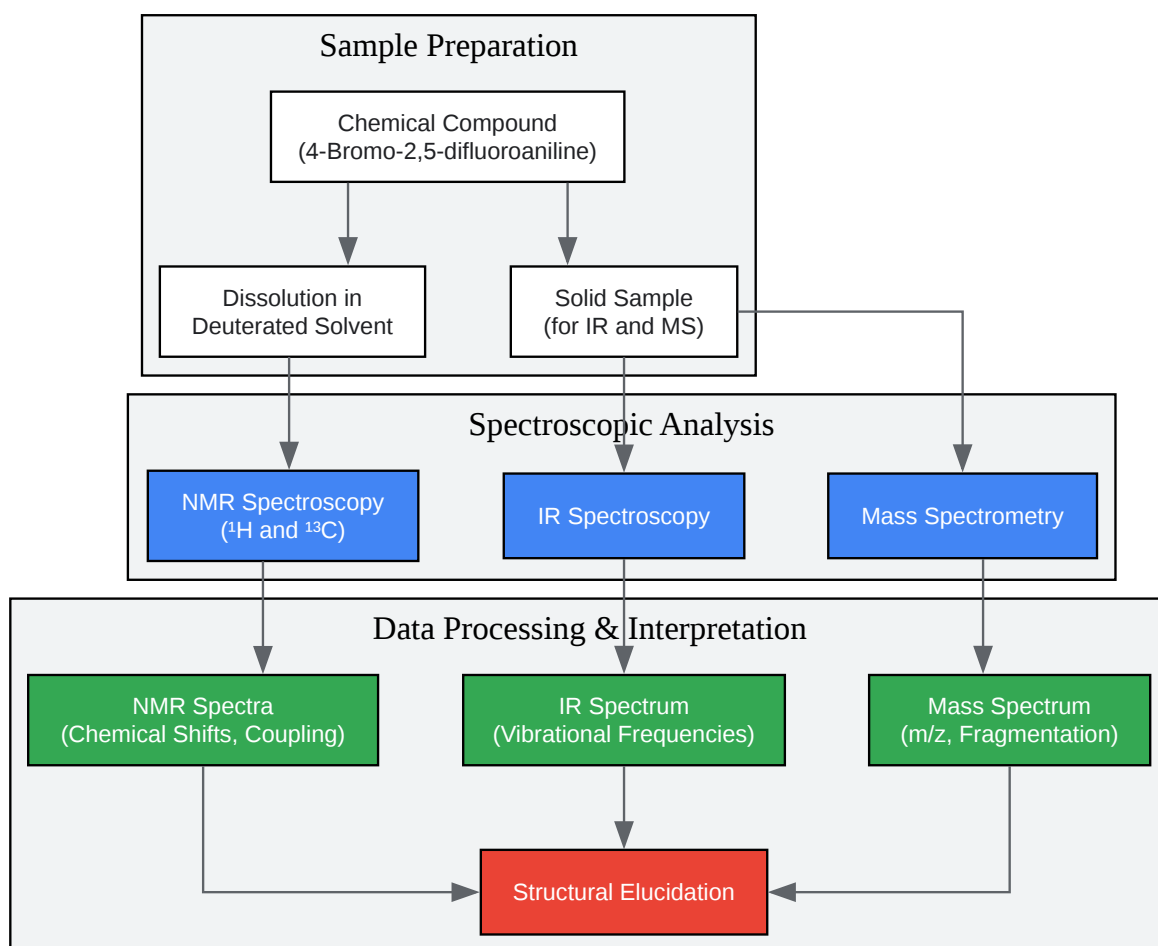 Sample Preparation
Chemical Compound
(4-Bromo-2,5-difluoroaniline)
Dissolution in
Deuterated Solvent
Solid Sample
(for IR and MS)
Spectroscopic Analysis
NMR Spectroscopy
(¹H and ¹³C)
IR Spectroscopy
Mass Spectrometry
Data Processing & Interpretation
NMR Spectra
(Chemical Shifts, Coupling)
IR Spectrum
(Vibrational Frequencies)
Mass Spectrum
(m/z, Fragmentation)
Structural Elucidation